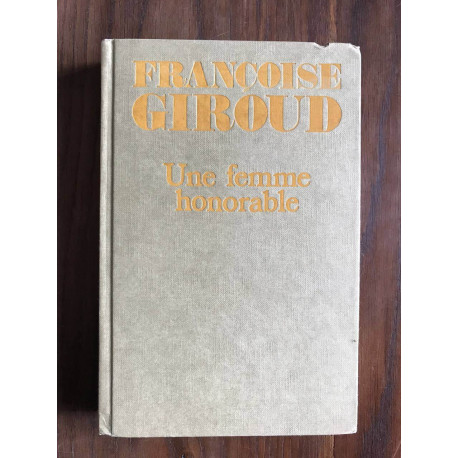 FRANÇOISE
GIROUD
Une femme
honorable